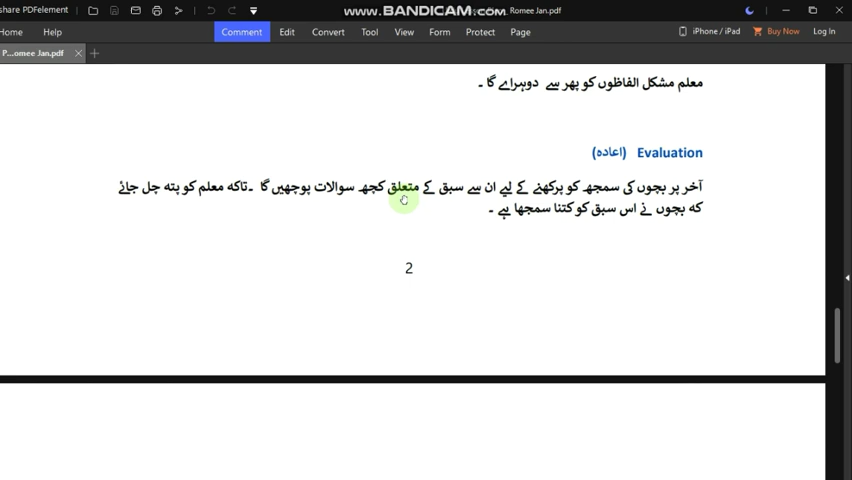 share PDFelement
www.BANDICAM.com
Romee Jan.pdf
Home Help Comment Edit Convert Tool View Form Protect Page iPhone / iPad Buy Now Log In
P...omee Jan.pdf
معلم مشکل الفاظوں کو پھر سے دوہراے گا ۔
Evaluation (اعادہ)
آخر پر بچوں کی سمجھ کو پرکھنے کے لیے ان سے سبق کے متعلق کچھ سوالات پوچھیں گا ۔تاکہ معلم کو پتہ چل جائے
کہ بچوں نے اس سبق کو کتنا سمجھا ہے ۔
2